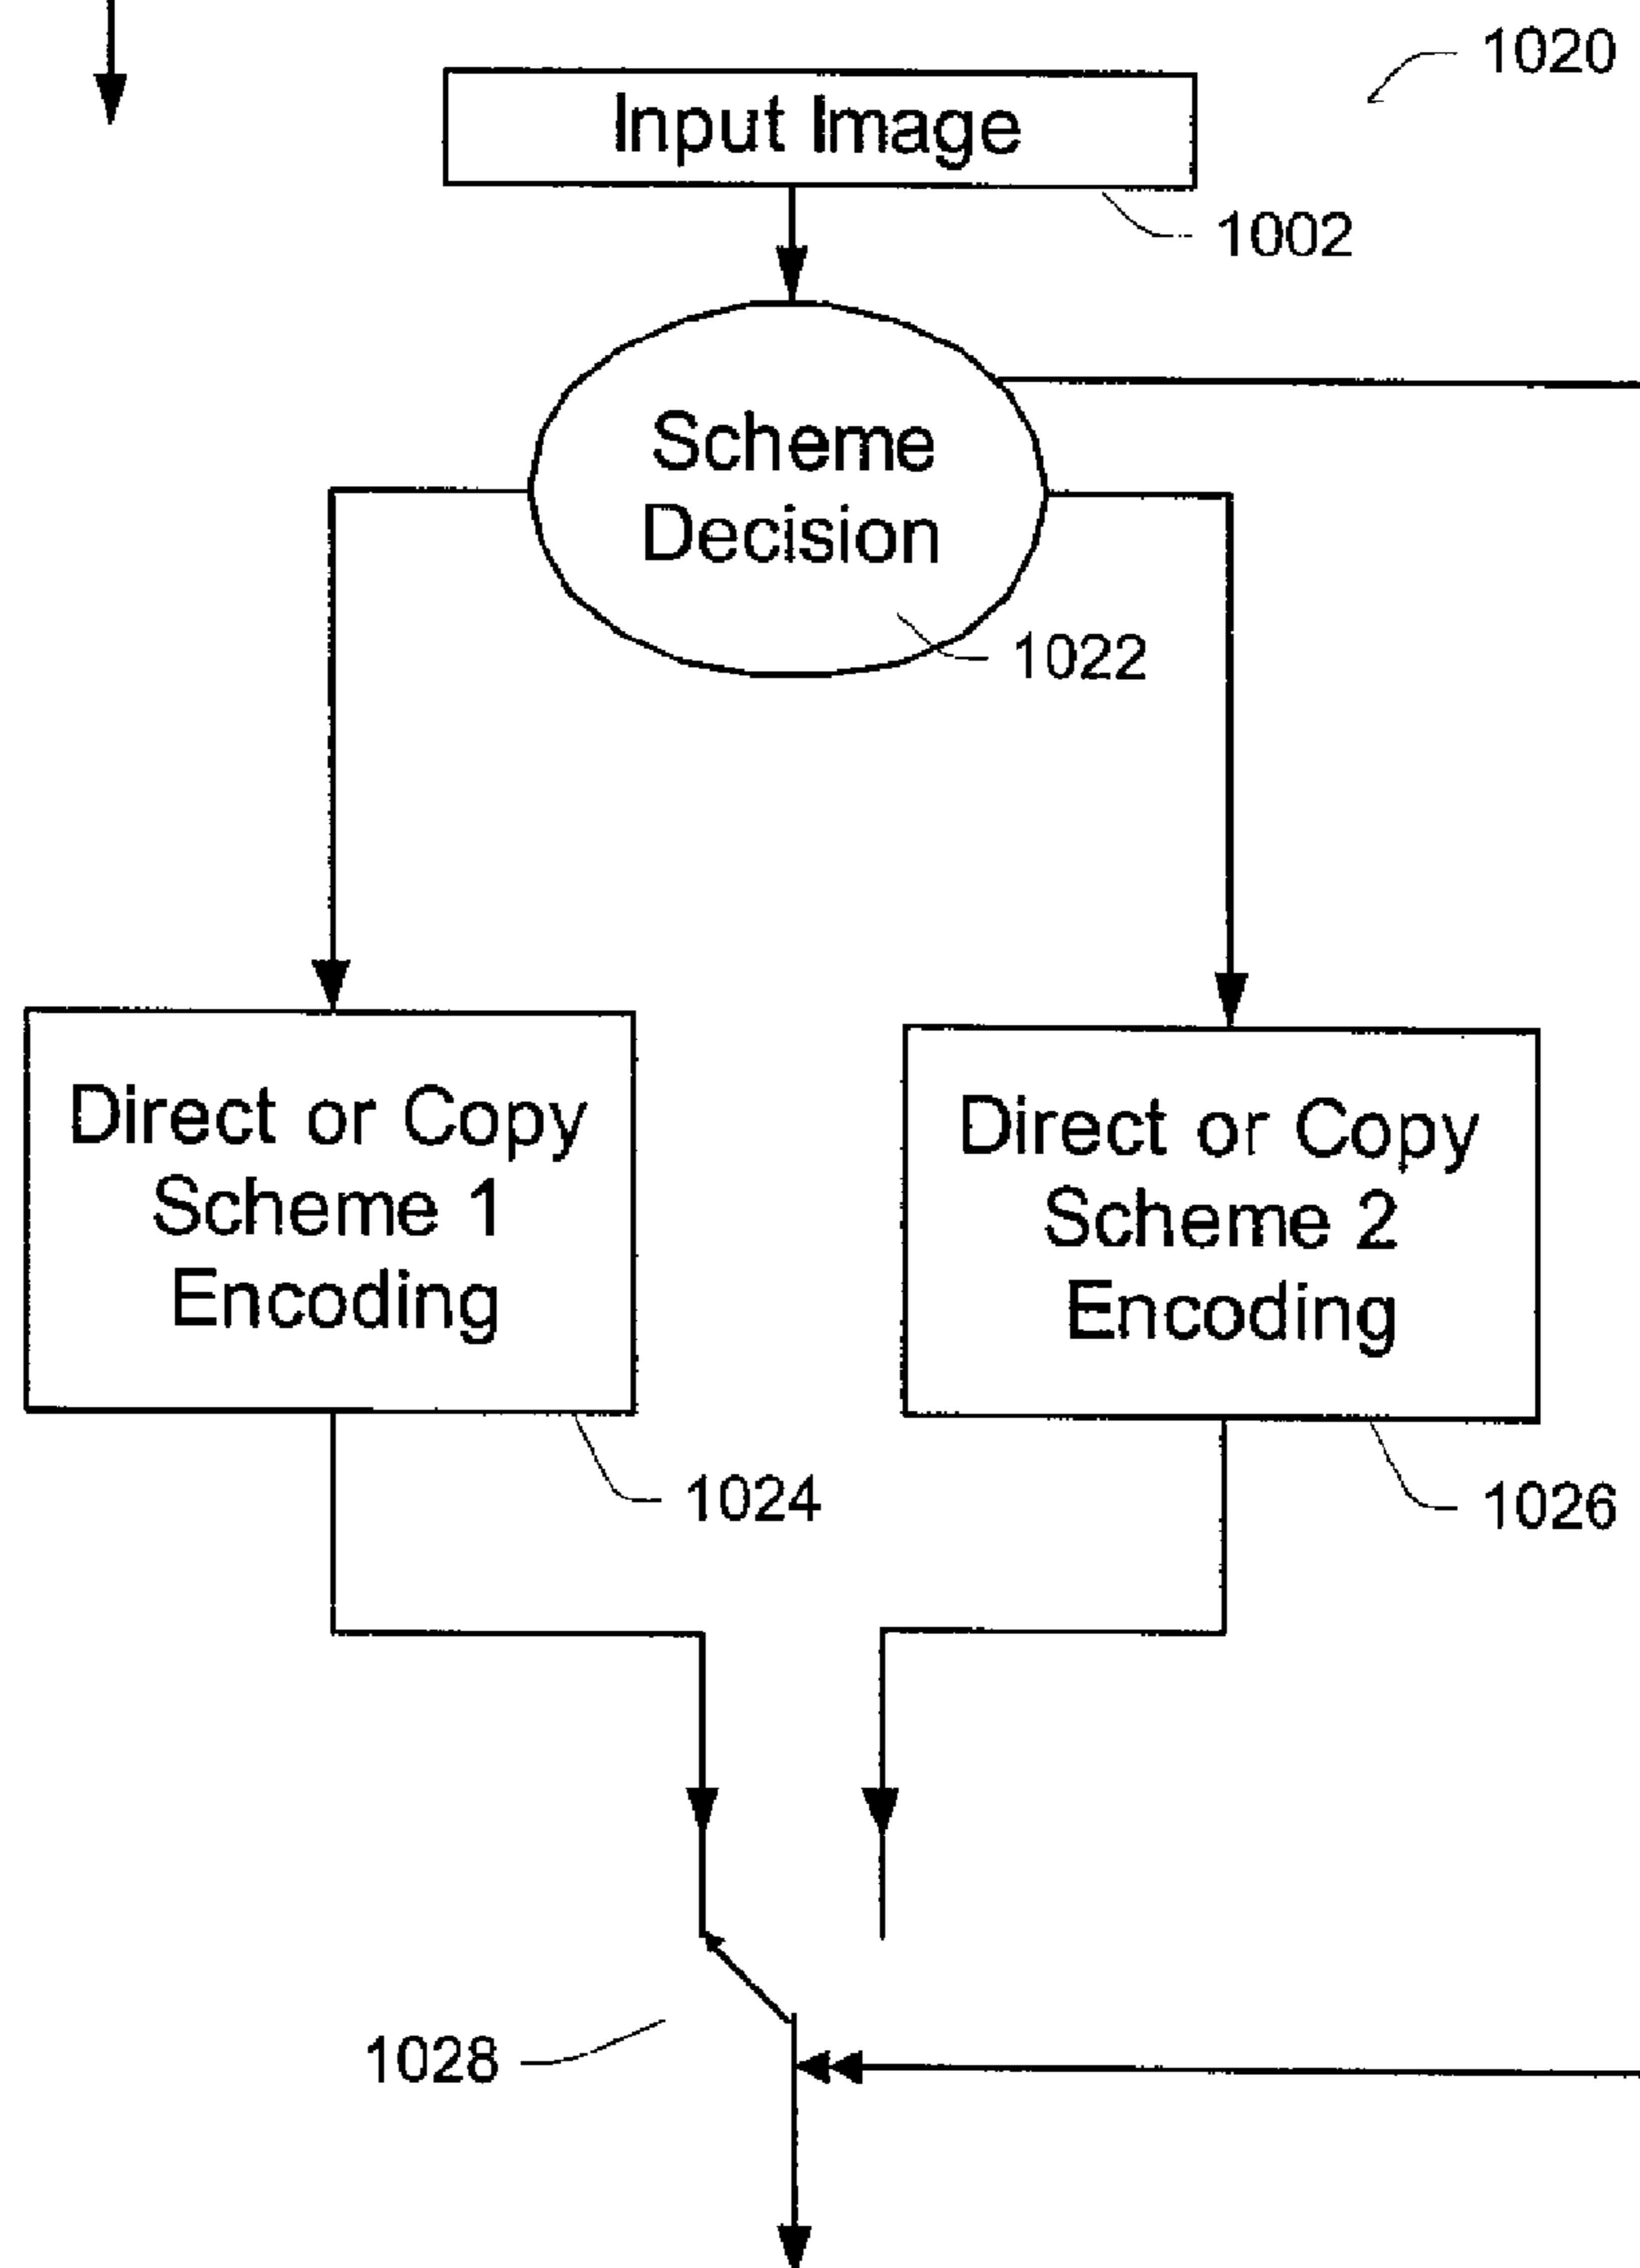 1020
Input Image
1002
Scheme
Decision
1022
Direct or Copy
Scheme 1
Encoding
1024
Direct or Copy
Scheme 2
Encoding
1026
1028